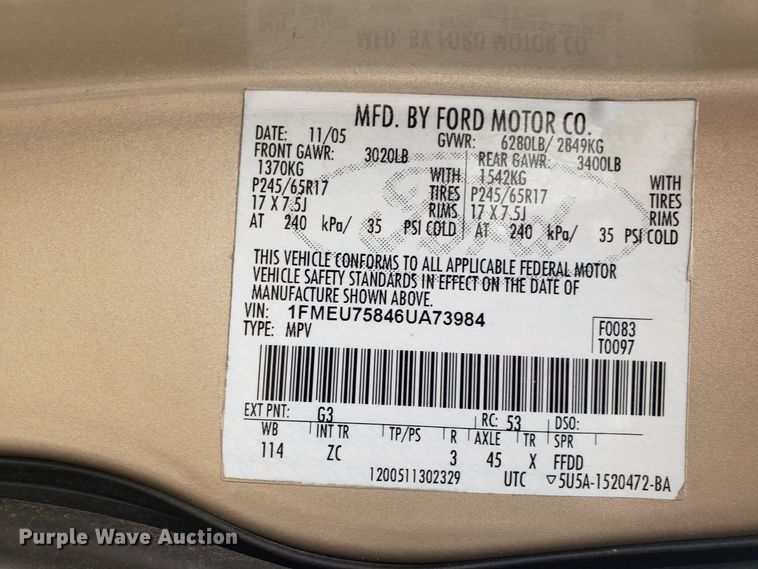 MFD. BY FORD MOTOR CO.
MFD. BY FORD MOTOR CO.
DATE: 11/05 GVWR: 6280LB/ 2849KG
FRONT GAWR: 3020LB REAR GAWR: 3400LB
1370KG WITH 1542KG WITH
P245/65R17 TIRES P245/65R17 TIRES
17 X 7.5J RIMS 17 X 7.5J RIMS
AT 240 kPa/ 35 PSI COLD AT 240 kPa/ 35 PSI COLD
THIS VEHICLE CONFORMS TO ALL APPLICABLE FEDERAL MOTOR
VEHICLE SAFETY STANDARDS IN EFFECT ON THE DATE OF
MANUFACTURE SHOWN ABOVE.
VIN: 1FMEU75846UA73984 F0083
TYPE: MPV T0097
EXT PNT: G3 RC: 53 DSO:
WB INT TR TP/PS R AXLE TR SPR
114 ZC 3 45 X FFDD
1200511302329 UTC ▽5U5A-1520472-BA
Purple Wave Auction